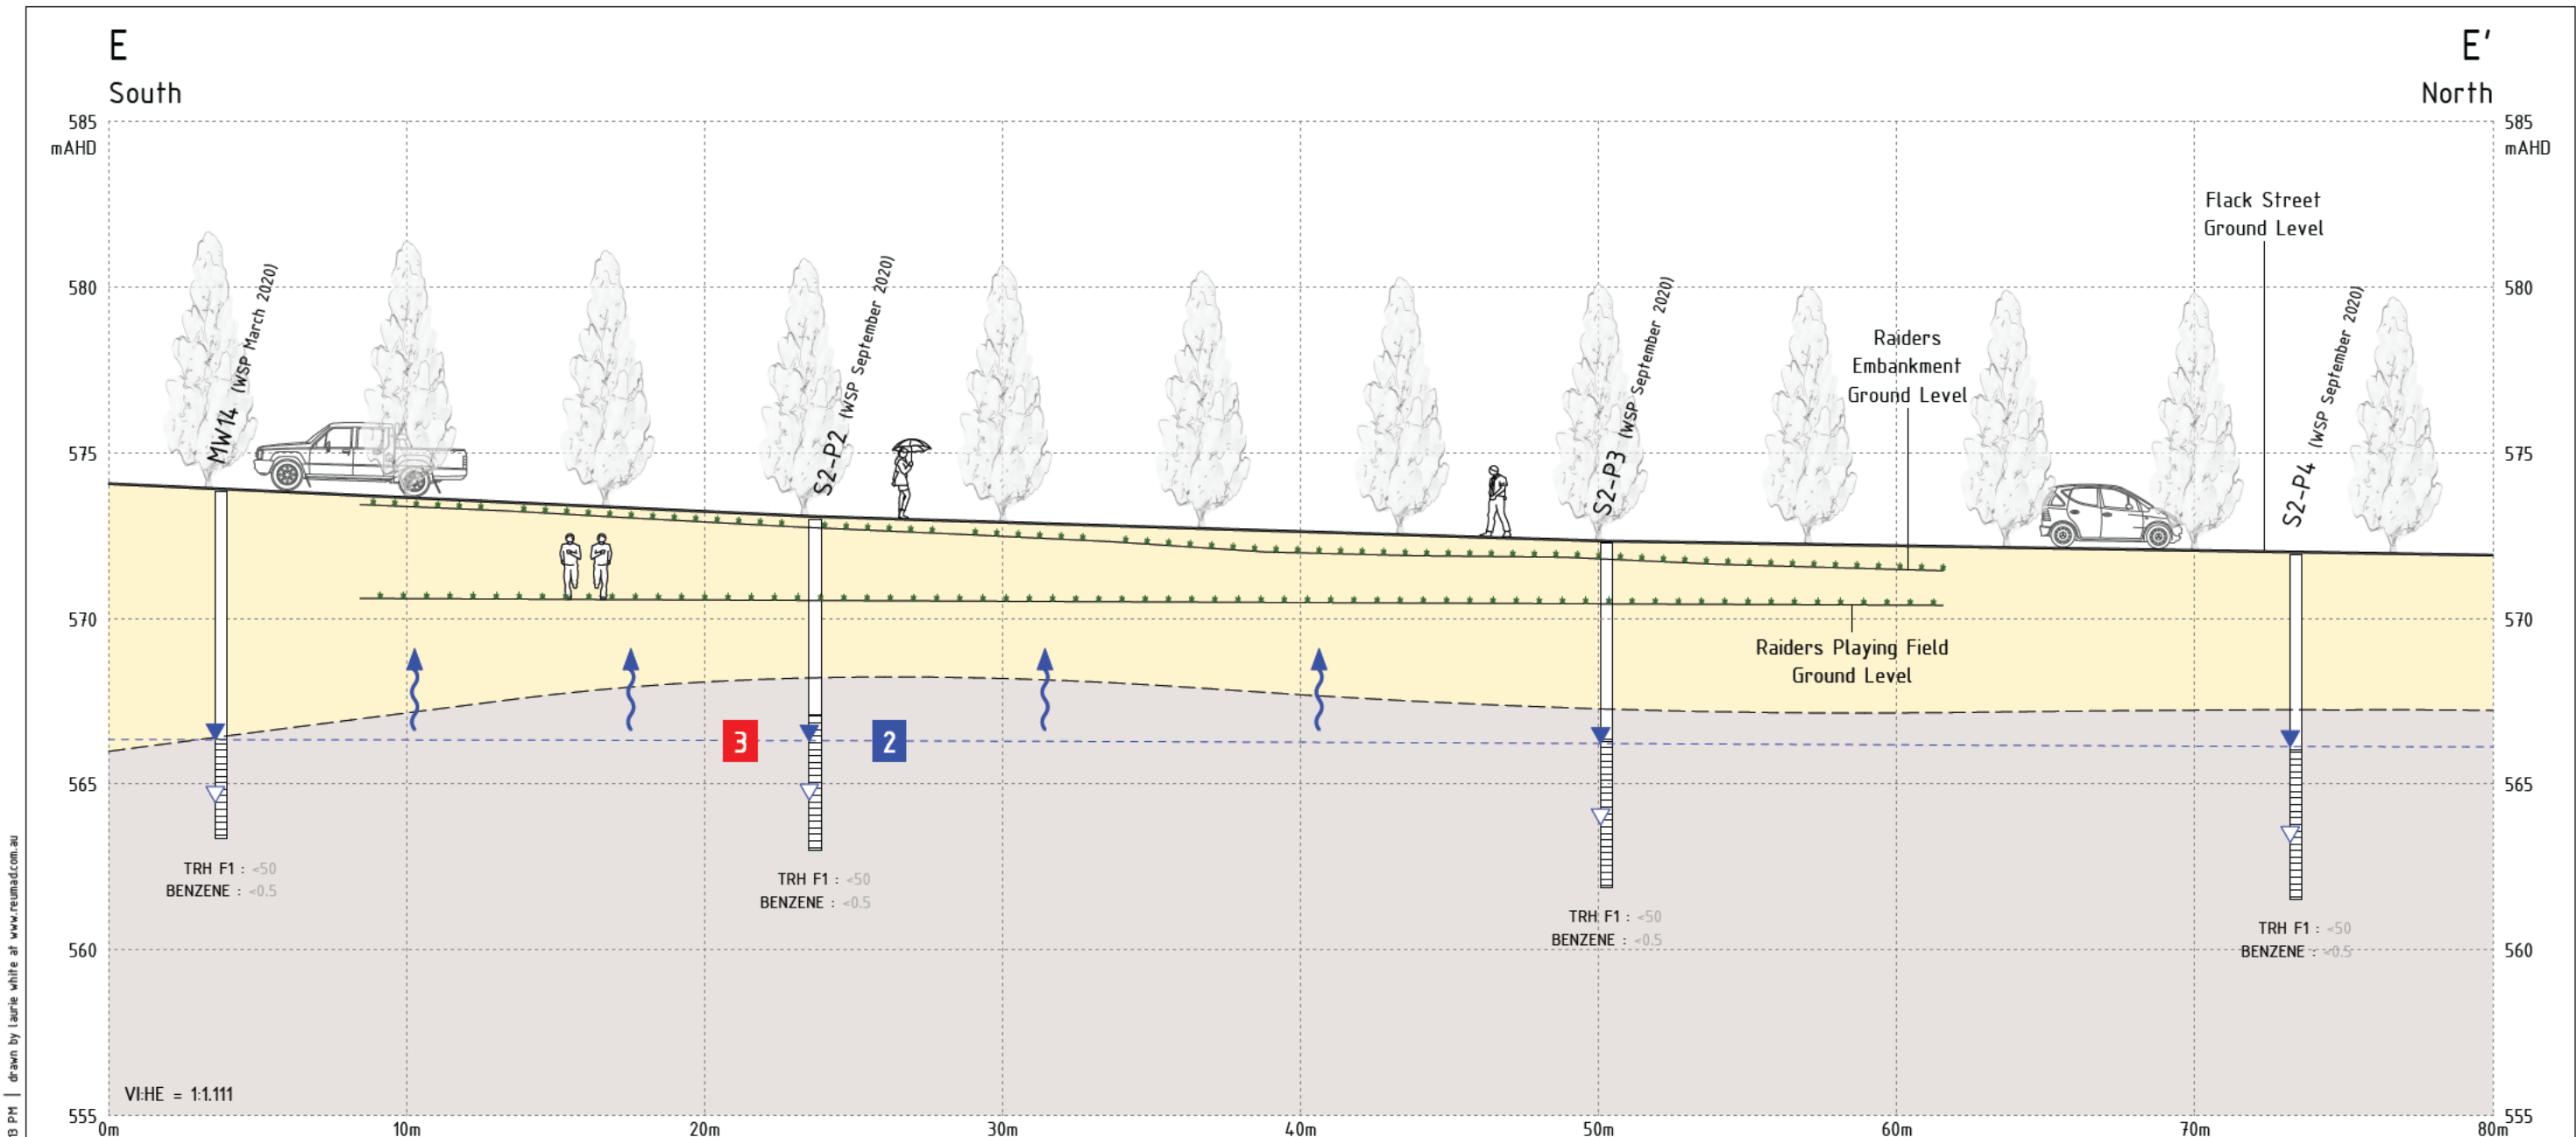 E
E'
South
North
585
mAHD
585
mAHD
Flack Street
Ground Level
580
580
MW14 (WSP March 2020)
S2-P2 (WSP September 2020)
S2-P3 (WSP September 2020)
S2-P4 (WSP September 2020)
Raiders
Embankment
Ground Level
575
575
570
570
Raiders Playing Field
Ground Level
3
2
565
565
TRH F1 : <50
BENZENE : <0.5
TRH F1 : <50
BENZENE : <0.5
TRH F1 : <50
BENZENE : <0.5
TRH F1 : <50
BENZENE : <0.5
560
560
VI:HE = 1:1.111
555
555
0m
10m
20m
30m
40m
50m
60m
70m
80m
PM | drawn by laurie white at www.reumad.com.au